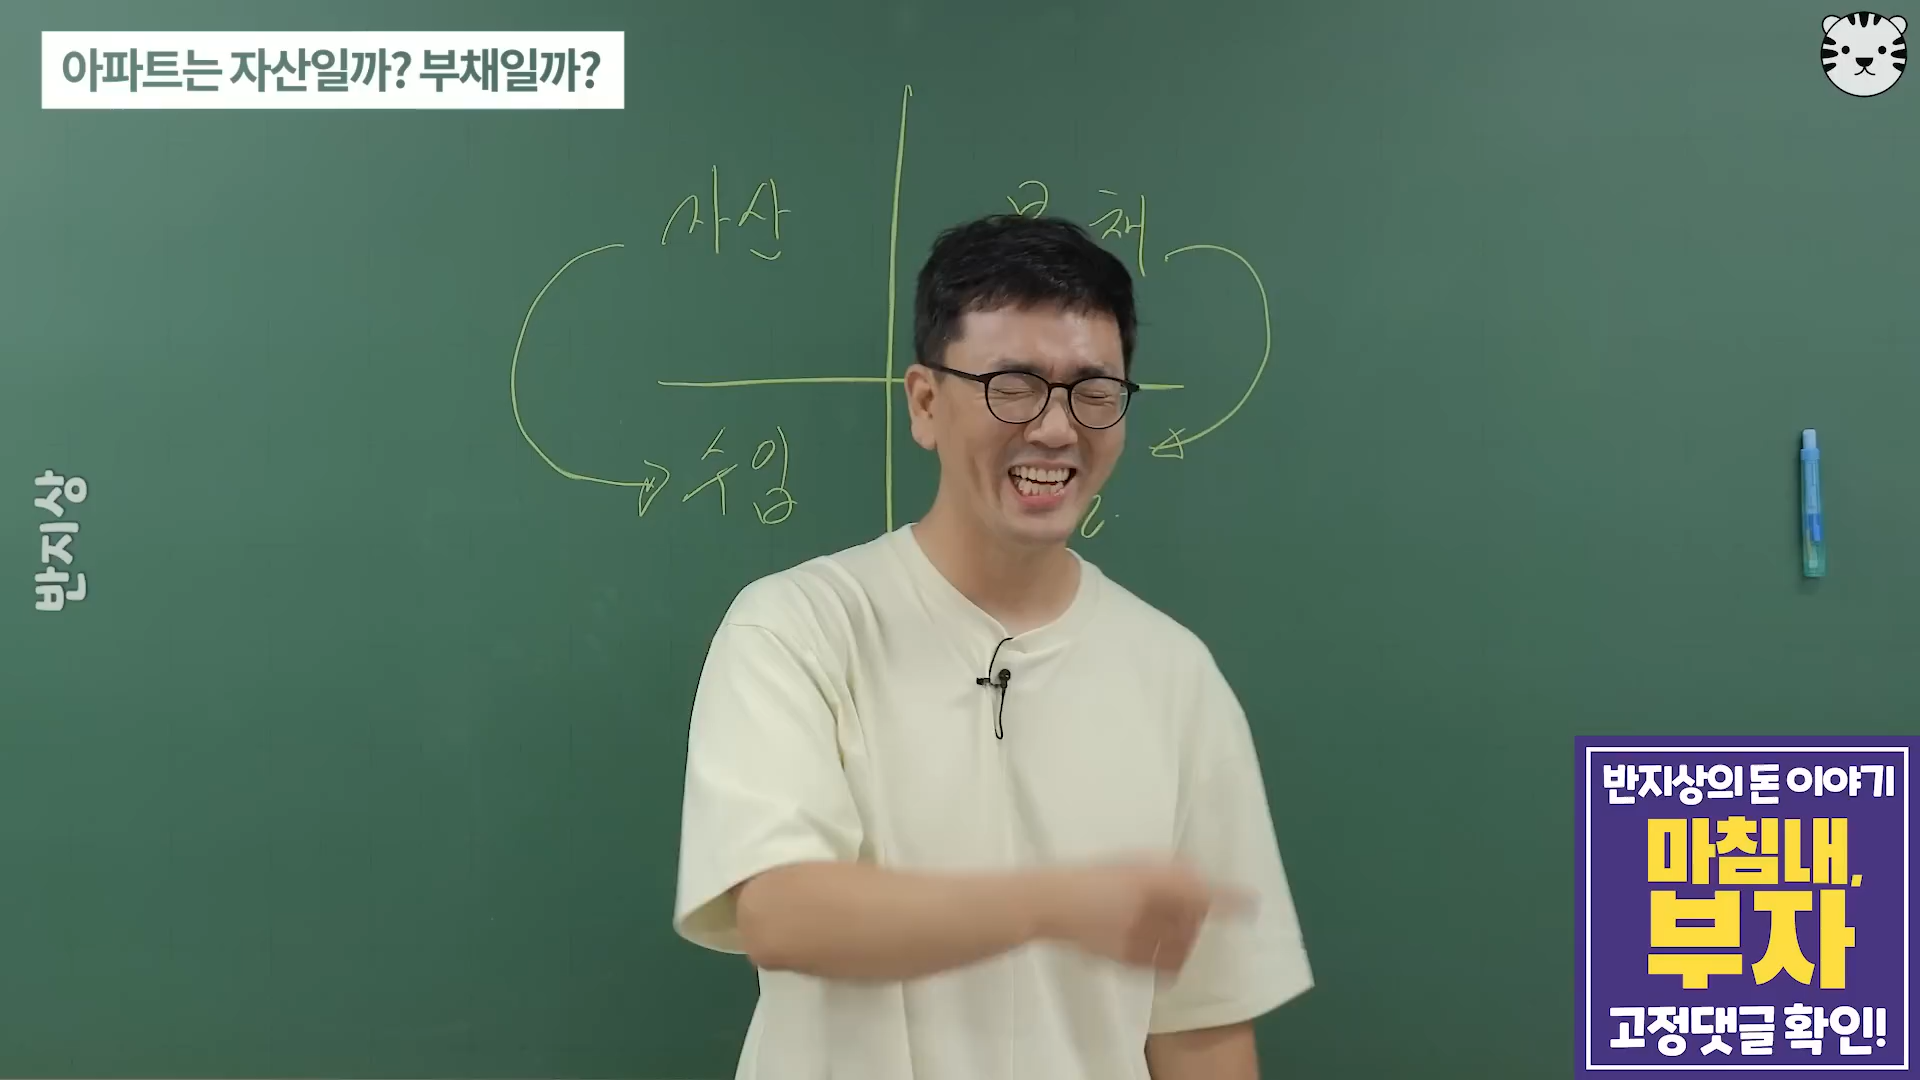 아파트는 자산일까? 부채일까?
자산
채
수입
반지상
반지상의 돈 이야기
마침내,
부자
고정댓글 확인!